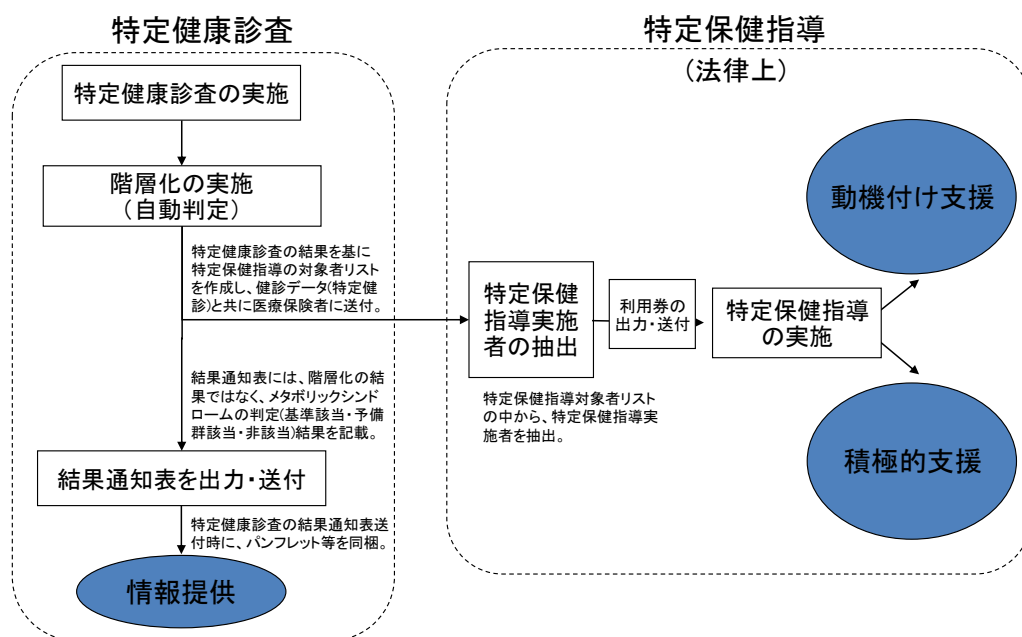 特定健康診査
特定健康診査の実施
階層化の実施
（自動判定）
特定健康診査の結果を基に
特定保健指導の対象者リスト
を作成し、健診データ(特定健
診)と共に医療保険者に送付。
結果通知表には、階層化の結
果ではなく、メタボリックシンド
ロームの判定(基準該当・予備
群該当・非該当)結果を記載。
結果通知表を出力・送付
特定健康診査の結果通知表送
付時に、パンフレット等を同梱。
情報提供
特定保健指導
（法律上）
特定保健
指導実施
者の抽出
特定保健指導対象者リスト
の中から、特定保健指導実
施者を抽出。
利用券の
出力・送付
特定保健指導
の実施
動機付け支援
積極的支援